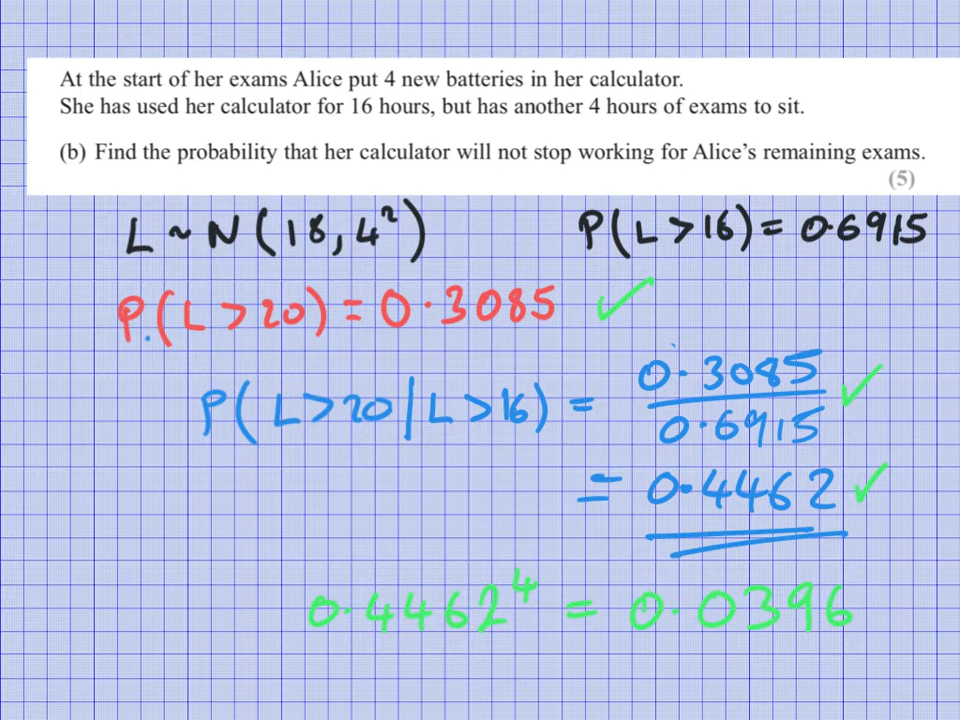 At the start of her exams Alice put 4 new batteries in her calculator.
She has used her calculator for 16 hours, but has another 4 hours of exams to sit.
(b) Find the probability that her calculator will not stop working for Alice's remaining exams.
(5)
L ~ N(18, 4²) P(L > 16) = 0.6915
P.(L > 20) = 0.3085 ✓
P(L > 20 | L > 16) = 0.3085 / 0.6915 ✓
= 0.4462 ✓
0.4462⁴ = 0.0396